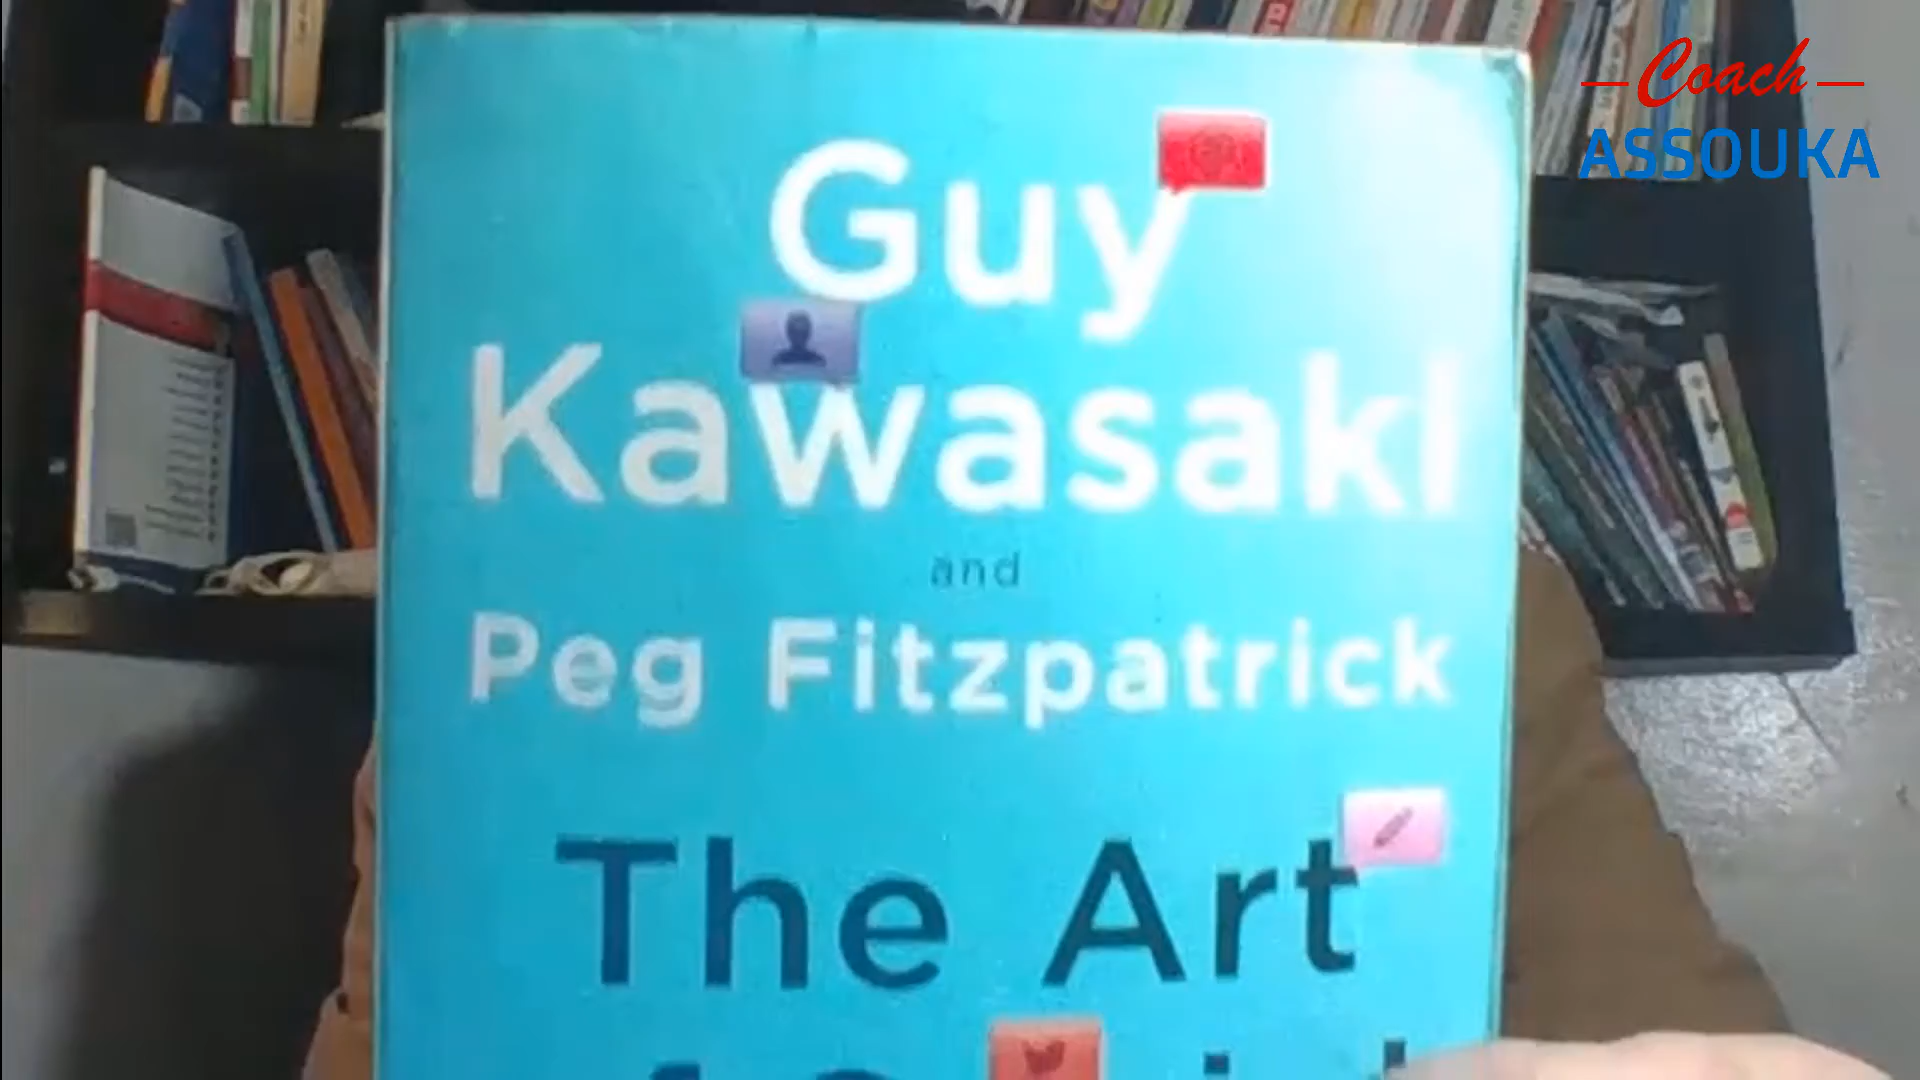 Guy
Kawasaki
and
Peg Fitzpatrick
The Art
Coach
ASSOUKA